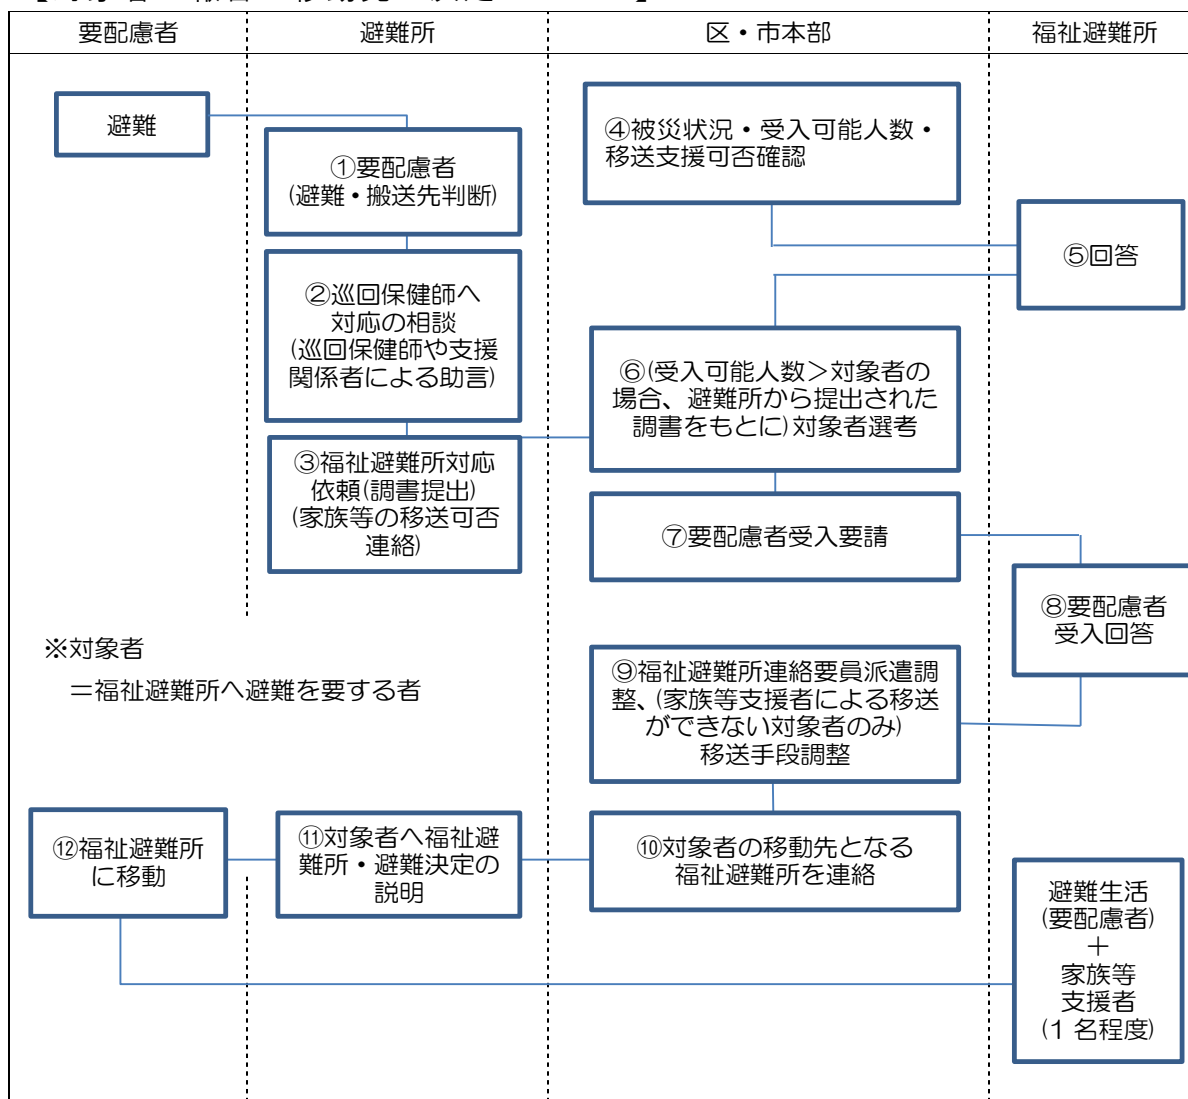 要配慮者
避難所
区・市本部
福祉避難所
避難
①要配慮者
(避難・搬送先判断)
②巡回保健師へ
対応の相談
(巡回保健師や支援
関係者による助言)
③福祉避難所対応
依頼(調書提出)
(家族等の移送可否
連絡)
④被災状況・受入可能人数・
移送支援可否確認
⑤回答
⑥(受入可能人数＞対象者の
場合、避難所から提出された
調書をもとに)対象者選考
⑦要配慮者受入要請
⑧要配慮者
受入回答
※対象者
＝福祉避難所へ避難を要する者
⑨福祉避難所連絡要員派遣調
整、(家族等支援者による移送
ができない対象者のみ)
移送手段調整
⑩対象者の移動先となる
福祉避難所を連絡
⑪対象者へ福祉避
難所・避難決定の
説明
⑫福祉避難所
に移動
避難生活
(要配慮者)
＋
家族等
支援者
(1 名程度)